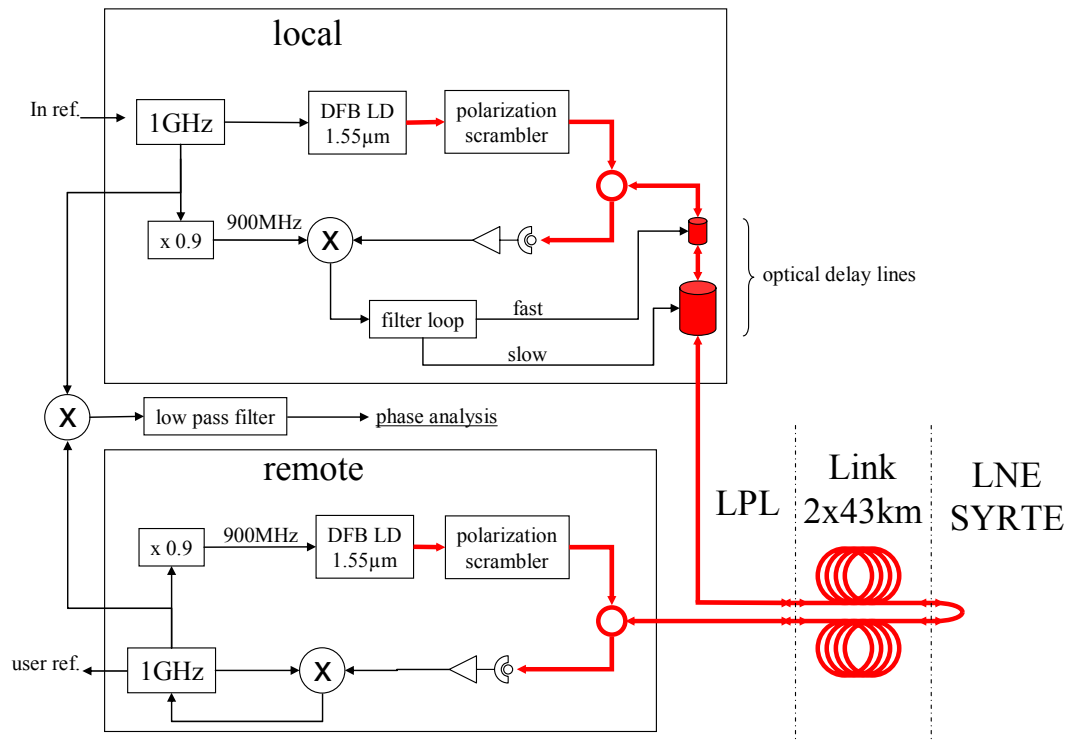 local
In ref.
1GHz
DFB LD
1.55µm
polarization
scrambler
x 0.9
900MHz
X
optical delay lines
filter loop
fast
slow
X
low pass filter
phase analysis
remote
LPL
Link
2x43km
LNE
SYRTE
x 0.9
900MHz
DFB LD
1.55µm
polarization
scrambler
user ref.
1GHz
X